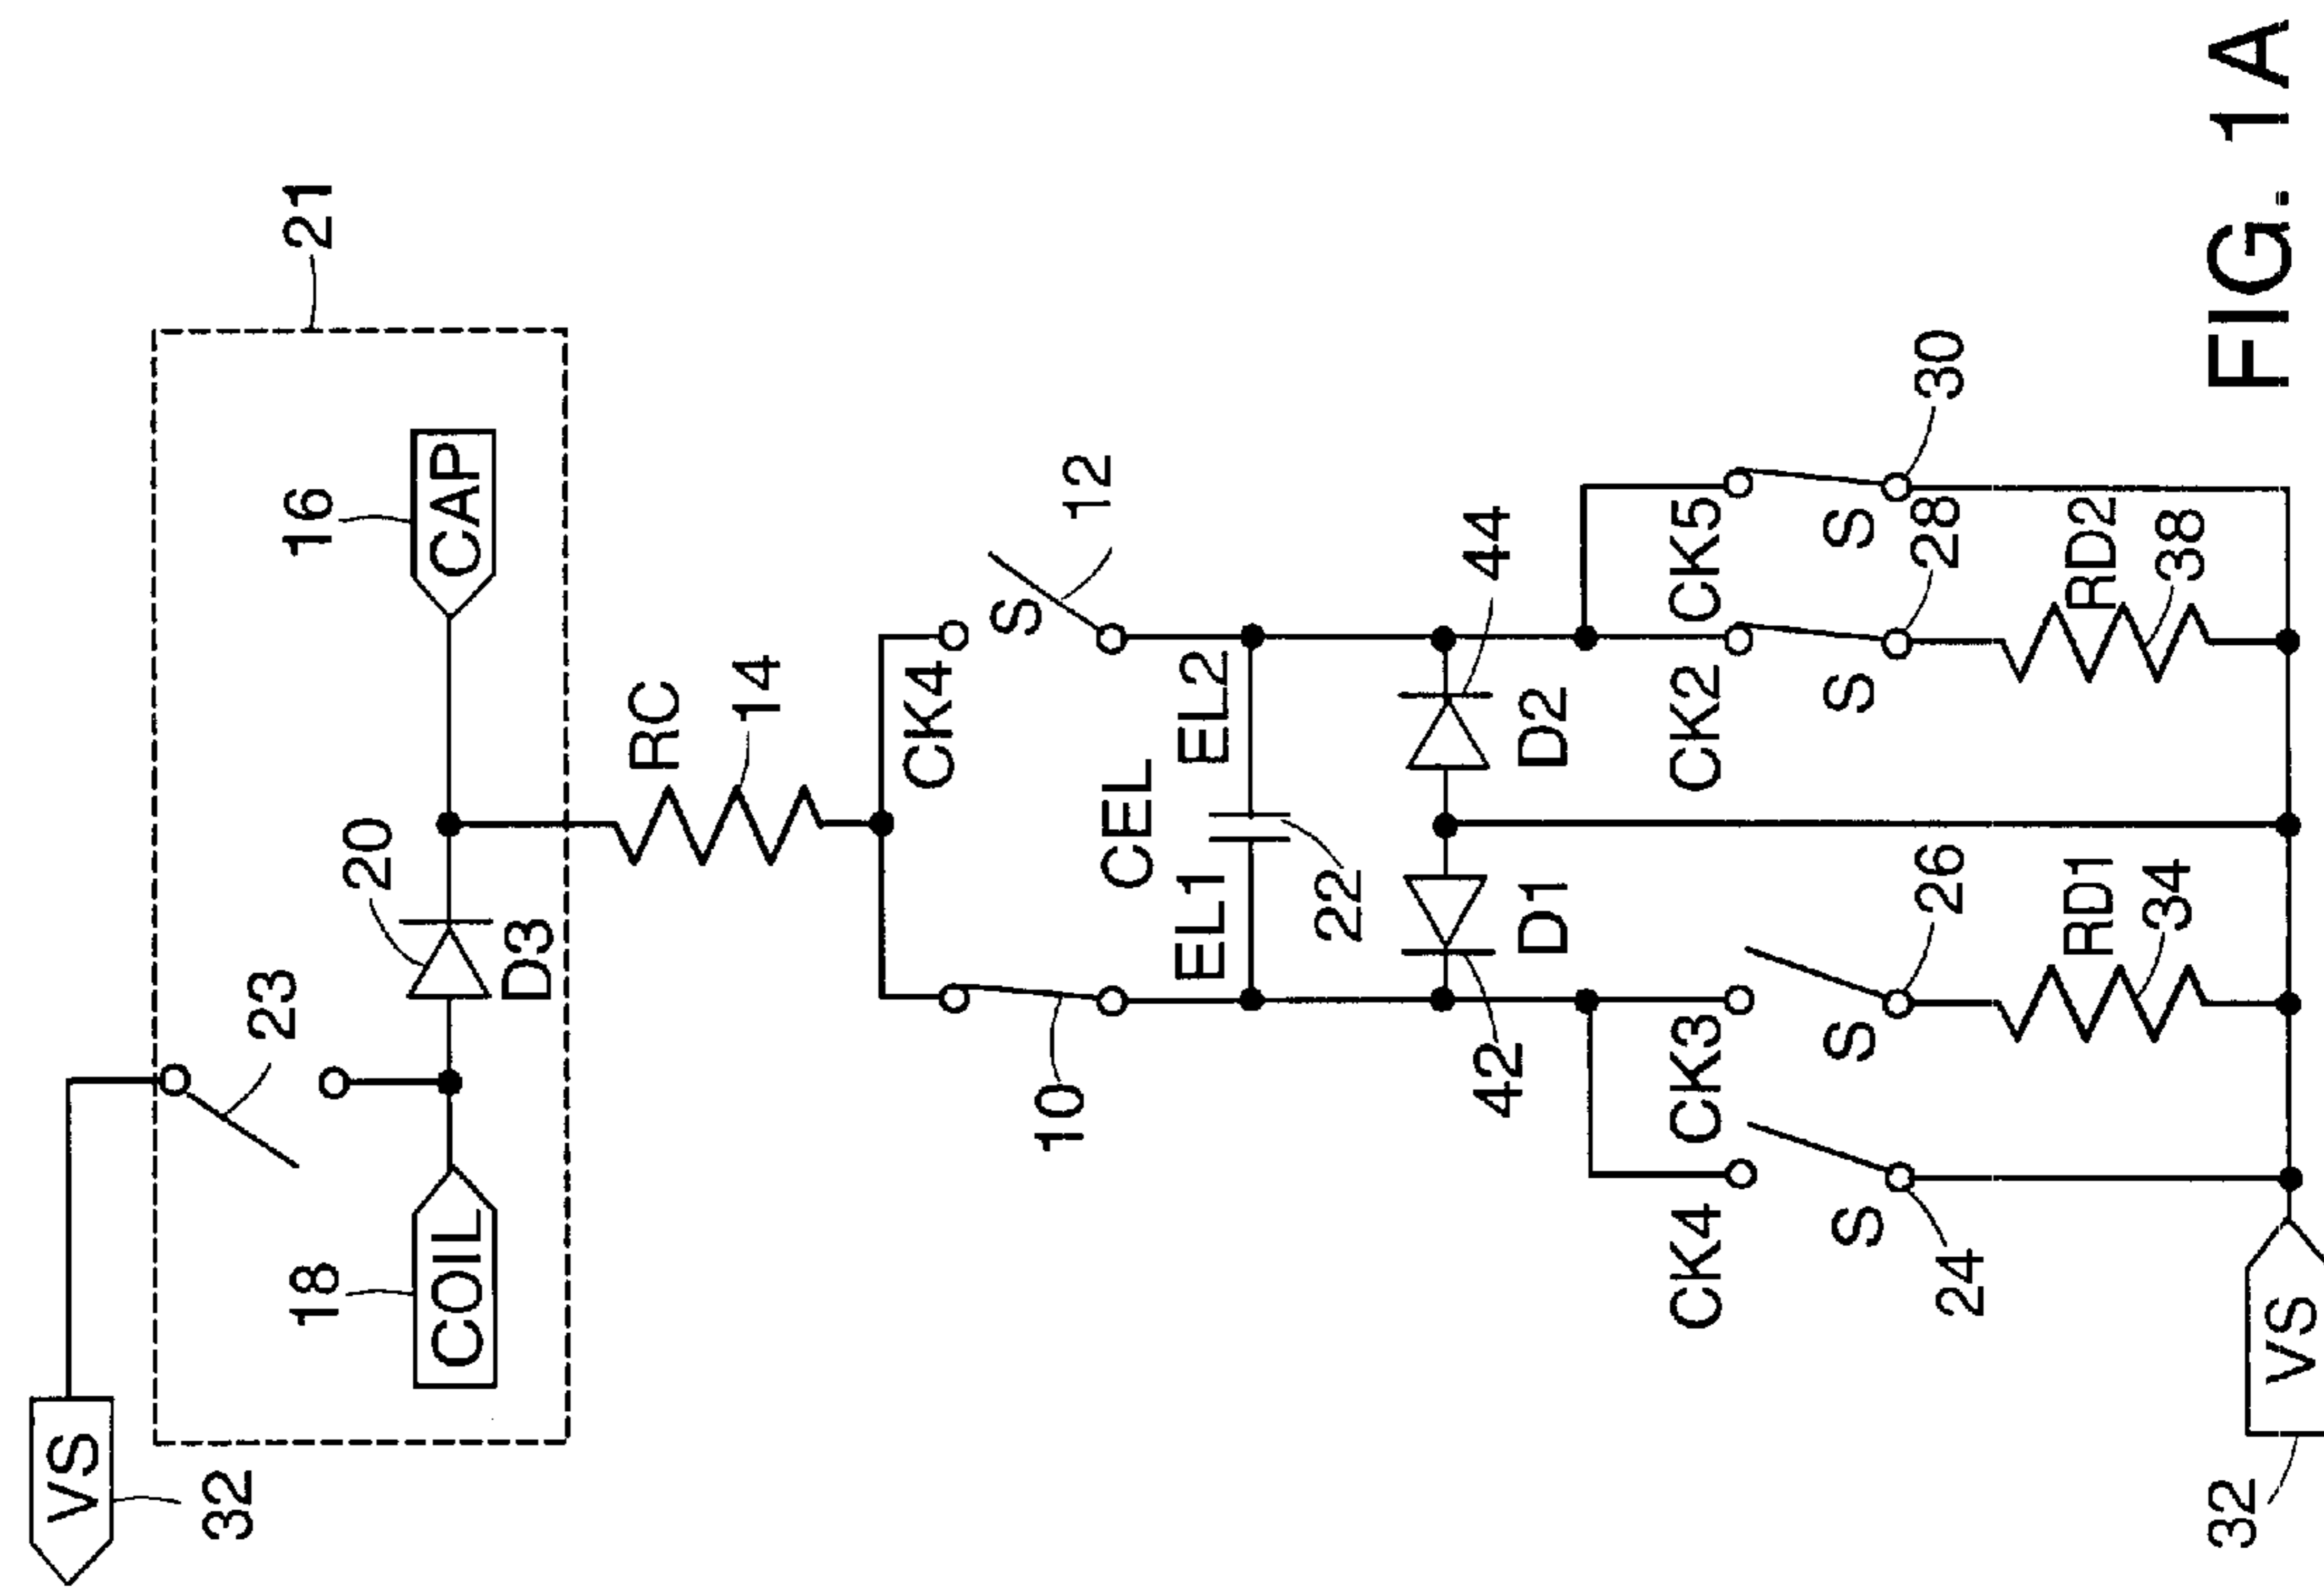 VS
32
21
23
18
COIL
20
D3
16
CAP
RC
14
CK4
S
12
10
CEL
EL1
EL2
22
42
D1
D2
44
CK4
S
24
CK3
S
26
RD1
34
CK2
S
28
RD2
38
CK5
S
30
VS
32
FIG. 1A